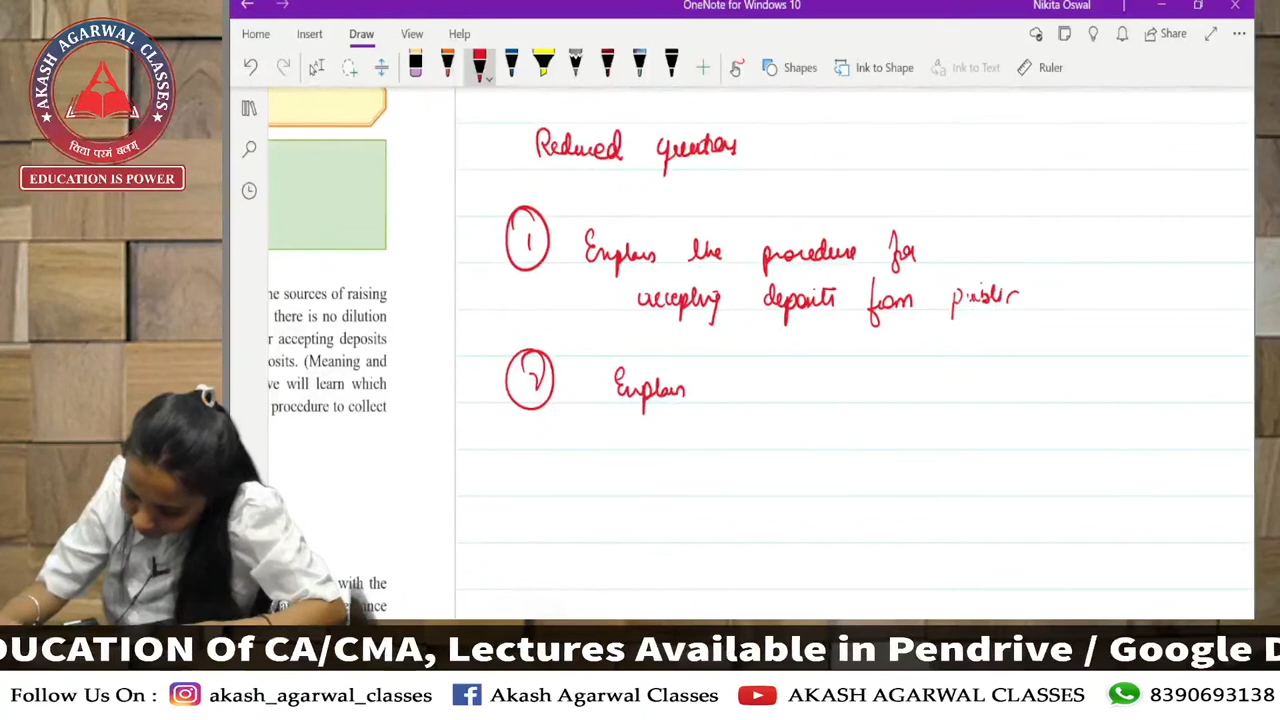 AKASH AGARWAL CLASSES
विद्या परमं बलम्
EDUCATION IS POWER
OneNote for Windows 10
Nikita Oswal
Home Insert Draw View Help
Share
Shapes Ink to Shape Ink to Text Ruler
he sources of raising
there is no dilution
r accepting deposits
osits. (Meaning and
ve will learn which
procedure to collect
with the
Reduced questions
1 Explain the procedure for
accepting deposits from public
2 Explain
DUCATION Of CA/CMA, Lectures Available in Pendrive / Google D
Follow Us On : akash_agarwal_classes Akash Agarwal Classes AKASH AGARWAL CLASSES 8390693138